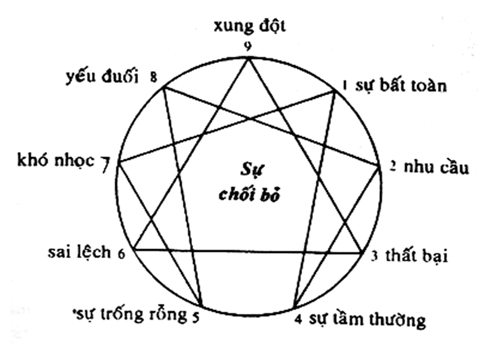 xung đột
9
yếu đuối 8
1 sự bất toàn
khó nhọc 7
Sự
chối bỏ
2 nhu cầu
sai lệch 6
3 thất bại
sự trống rỗng 5
4 sự tầm thường